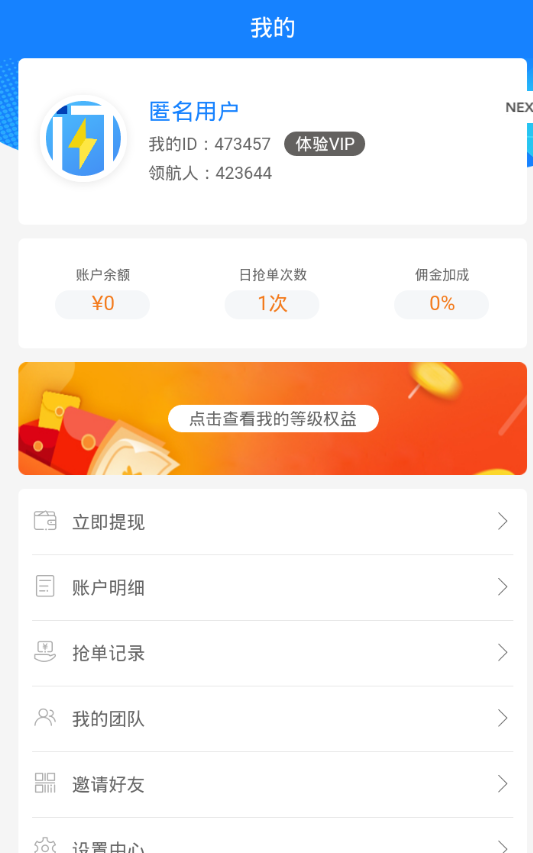 我的
匿名用户
NEX
我的ID：473457 体验VIP
领航人：423644
账户余额 日抢单次数 佣金加成
¥0 1次 0%
点击查看我的等级权益
立即提现
账户明细
抢单记录
我的团队
邀请好友
设置中心